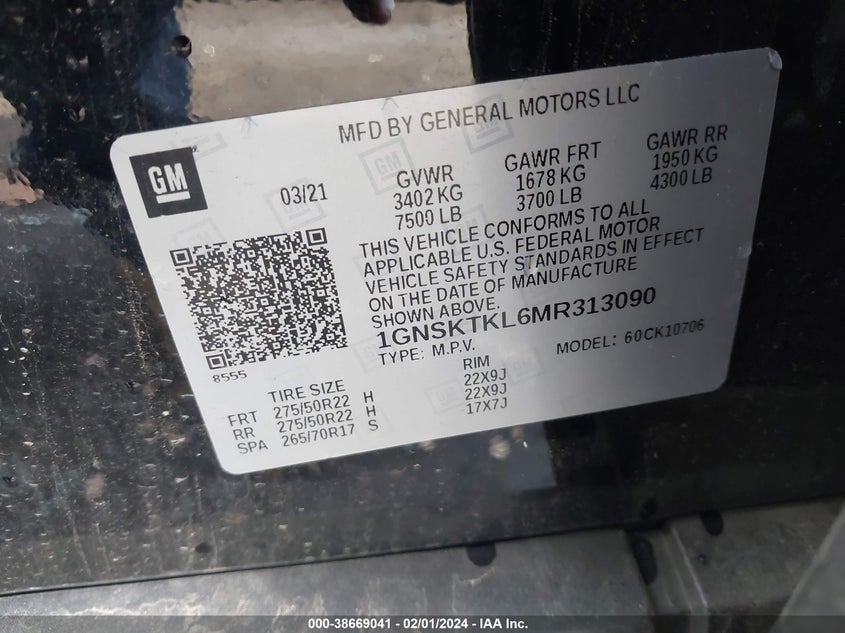 MFD BY GENERAL MOTORS LLC
GM
03/21
GVWR
3402 KG
7500 LB
GAWR FRT
1678 KG
3700 LB
GAWR RR
1950 KG
4300 LB
THIS VEHICLE CONFORMS TO ALL
APPLICABLE U.S. FEDERAL MOTOR
VEHICLE SAFETY STANDARDS IN EFFECT
ON THE DATE OF MANUFACTURE
SHOWN ABOVE.
1GNSKTKL6MR313090
TYPE: M.P.V.
MODEL: 60CK10706
8555
TIRE SIZE
RIM
FRT 275/50R22 H 22X9J
RR 275/50R22 H 22X9J
SPA 265/70R17 S 17X7J
000-38669041 - 02/01/2024 - IAA Inc.